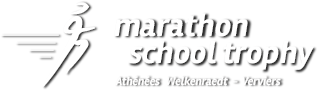 marathon
school trophy
Athénées Welkenraedt - Verviers